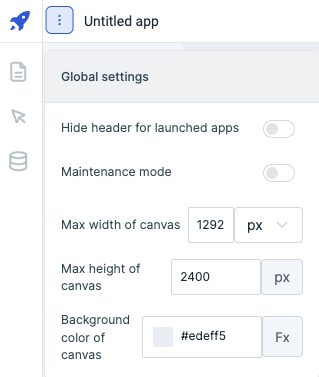 Untitled app
Global settings
Hide header for launched apps
Maintenance mode
Max width of canvas 1292 px
Max height of
canvas
2400 px
Background
color of
canvas
#edeff5 Fx